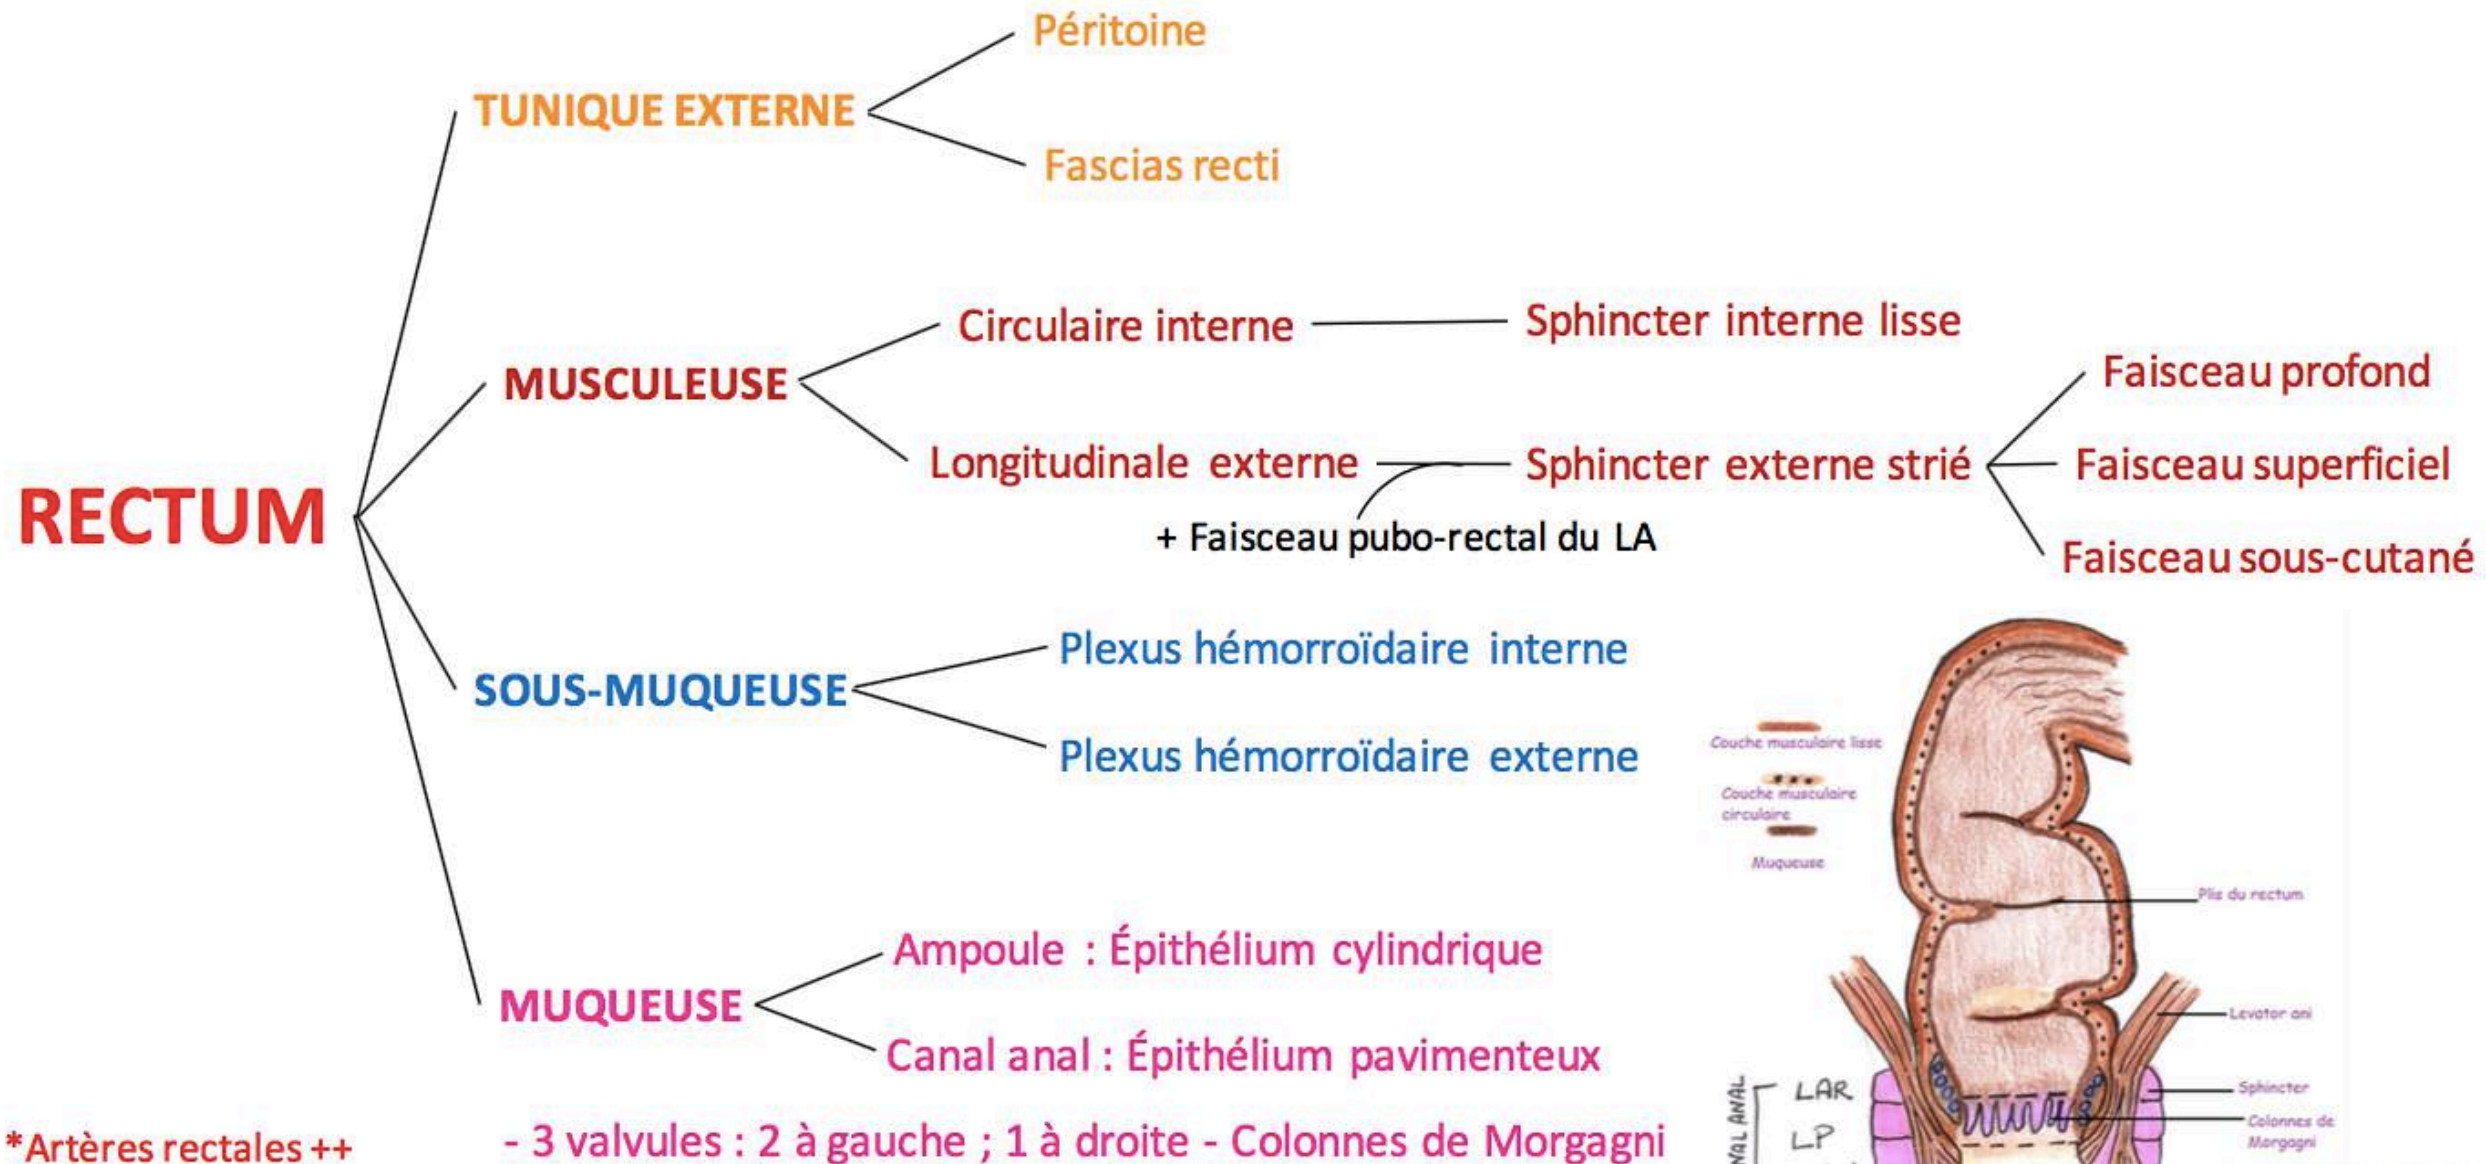 Péritoine
TUNIQUE EXTERNE
Fascias recti
Circulaire interne
Sphincter interne lisse
Faisceau profond
MUSCULEUSE
Longitudinale externe
Sphincter externe strié
Faisceau superficiel
RECTUM
+ Faisceau pubo-rectal du LA
Faisceau sous-cutané
Plexus hémorroïdaire interne
SOUS-MUQUEUSE
Plexus hémorroïdaire externe
Couche musculaire lisse
Couche musculaire
circulaire
Muqueuse
Plis du rectum
Ampoule : Épithélium cylindrique
MUQUEUSE
Canal anal : Épithélium pavimenteux
Levator ani
Sphincter
Colonnes de
Morgagni
LAR
LP
ANAL
*Artères rectales ++
- 3 valvules : 2 à gauche ; 1 à droite - Colonnes de Morgagni